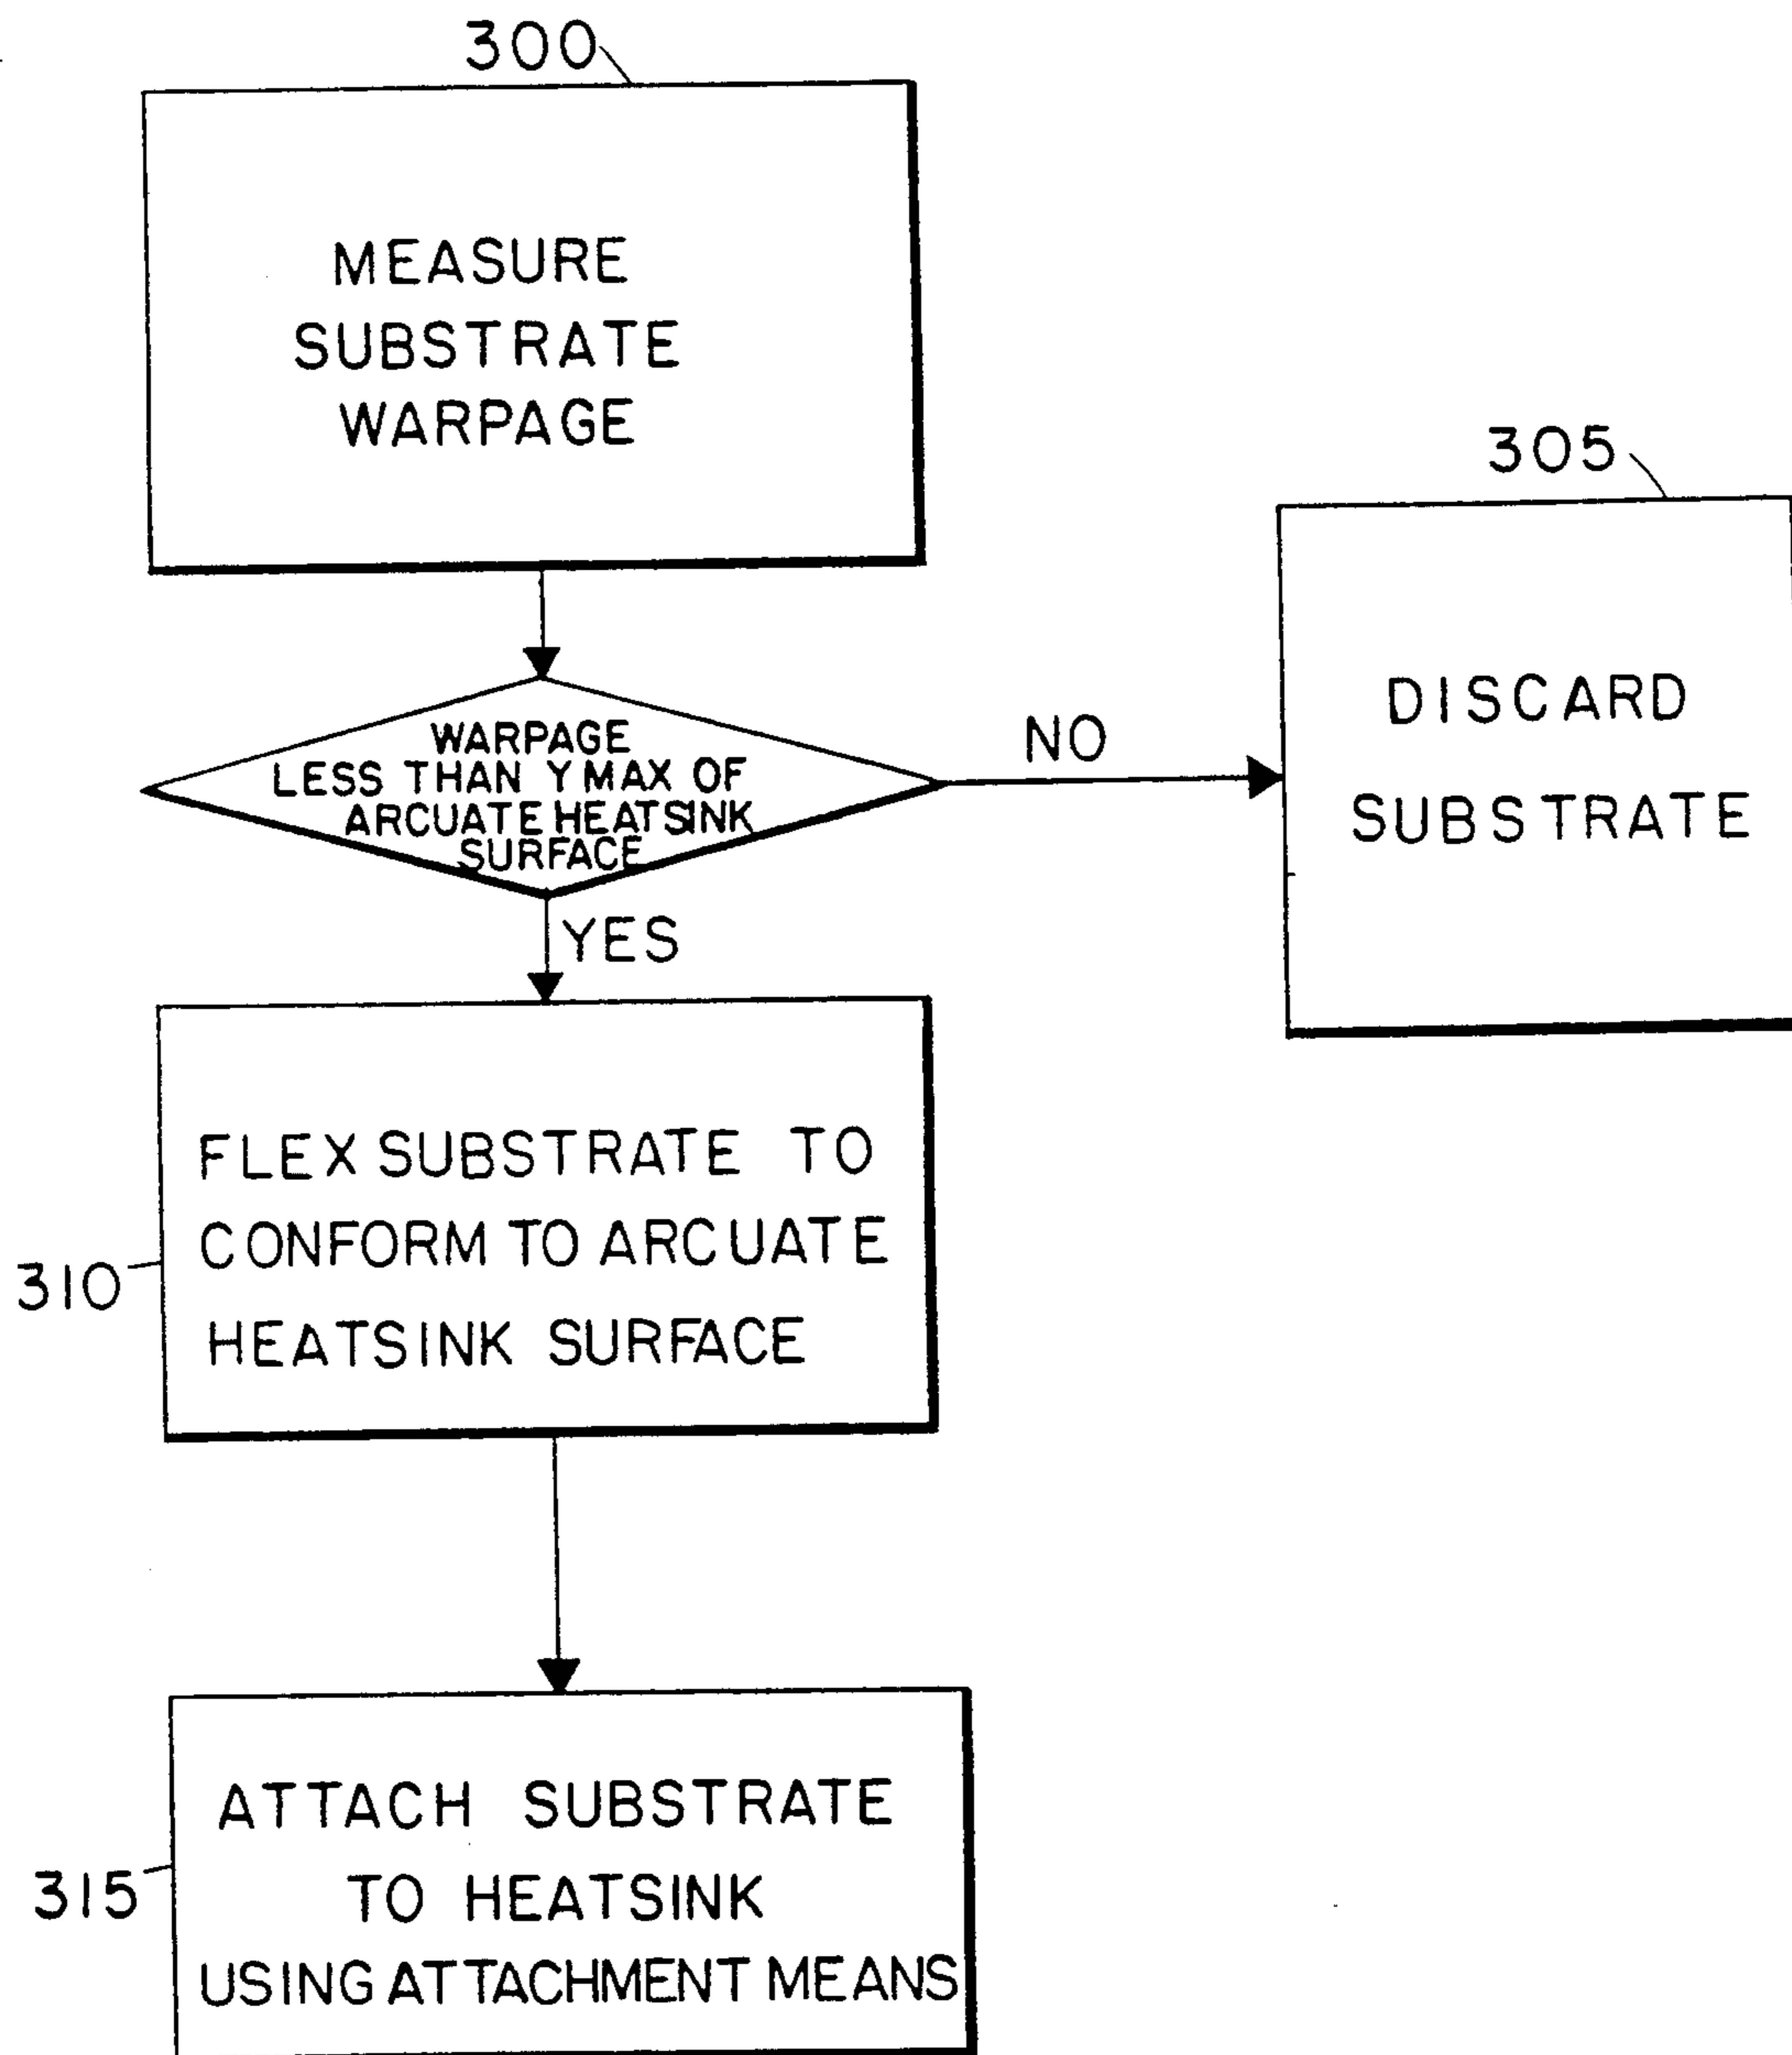 300
MEASURE
SUBSTRATE
WARPAGE
305
DISCARD
SUBSTRATE
WARPAGE
LESS THAN Y MAX OF
ARCUATE HEATSINK
SURFACE
NO
YES
310
FLEX SUBSTRATE TO
CONFORM TO ARCUATE
HEATSINK SURFACE
315
ATTACH SUBSTRATE
TO HEATSINK
USING ATTACHMENT MEANS